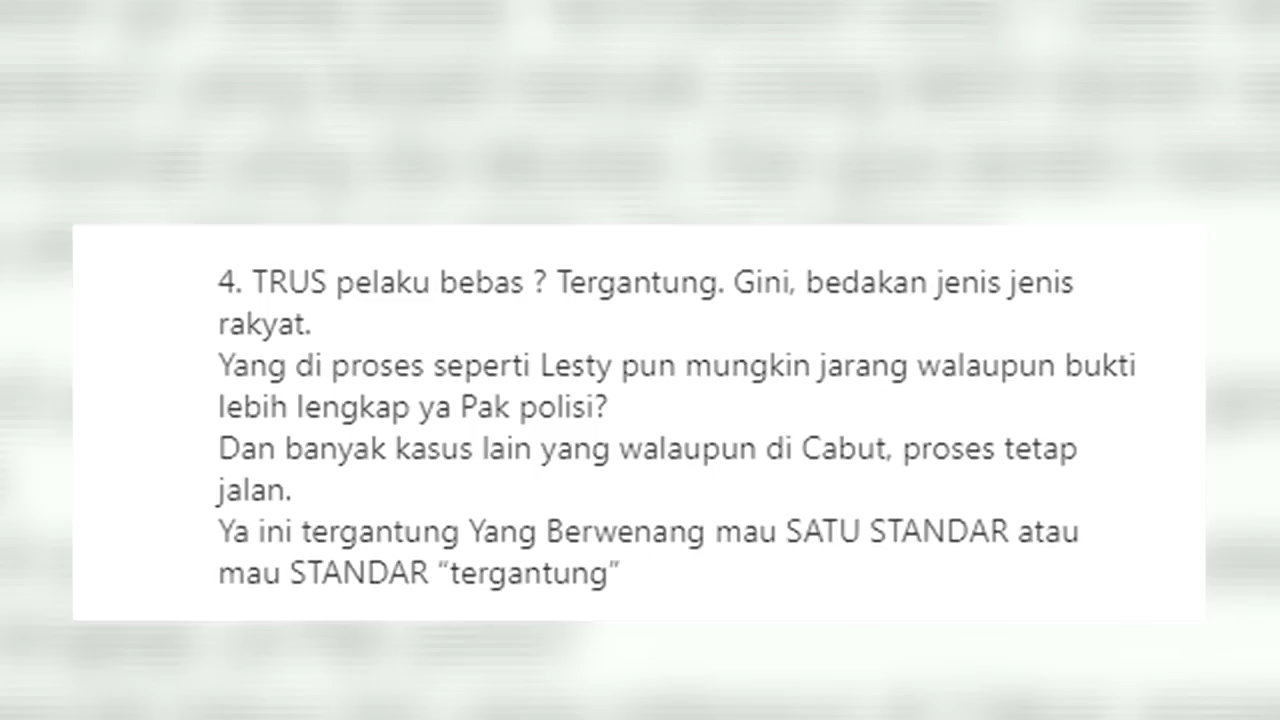 4. TRUS pelaku bebas ? Tergantung. Gini, bedakan jenis jenis
rakyat.
Yang di proses seperti Lesty pun mungkin jarang walaupun bukti
lebih lengkap ya Pak polisi?
Dan banyak kasus lain yang walaupun di Cabut, proses tetap
jalan.
Ya ini tergantung Yang Berwenang mau SATU STANDAR atau
mau STANDAR “tergantung”